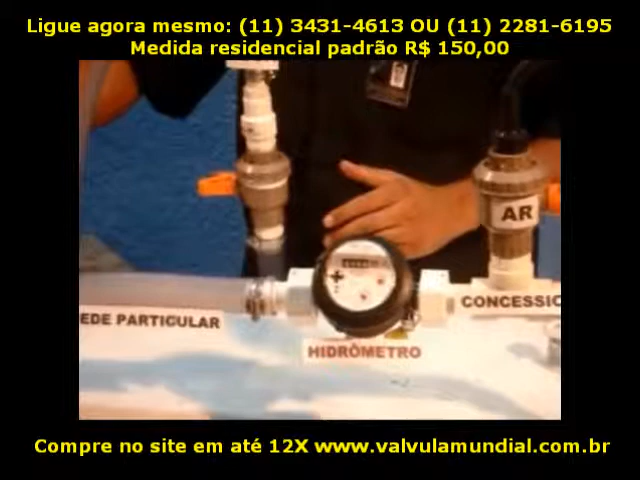 Ligue agora mesmo: (11) 3431-4613 OU (11) 2281-6195
Medida residencial padrão R$ 150,00
AR
EDE PARTICULAR
CONCESSIO
HIDRÔMETRO
Compre no site em até 12X www.valvulamundial.com.br